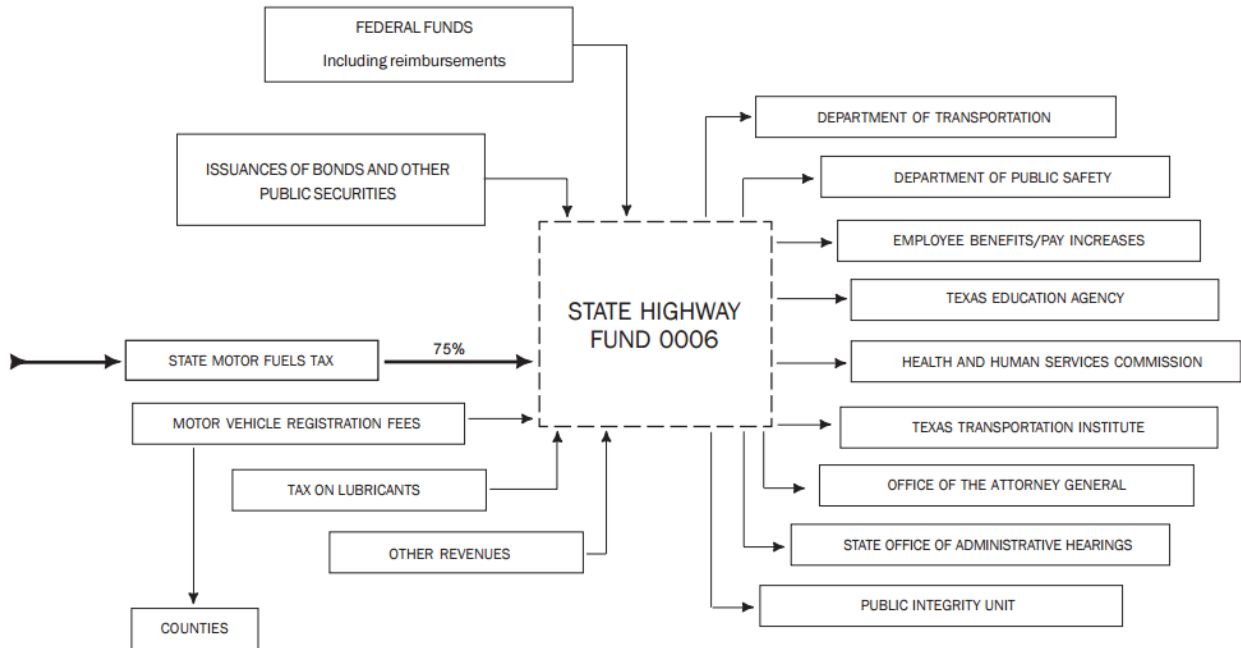 FEDERAL FUNDS
Including reimbursements
ISSUANCES OF BONDS AND OTHER
PUBLIC SECURITIES
STATE MOTOR FUELS TAX
75%
MOTOR VEHICLE REGISTRATION FEES
TAX ON LUBRICANTS
OTHER REVENUES
COUNTIES
STATE HIGHWAY
FUND 0006
DEPARTMENT OF TRANSPORTATION
DEPARTMENT OF PUBLIC SAFETY
EMPLOYEE BENEFITS/PAY INCREASES
TEXAS EDUCATION AGENCY
HEALTH AND HUMAN SERVICES COMMISSION
TEXAS TRANSPORTATION INSTITUTE
OFFICE OF THE ATTORNEY GENERAL
STATE OFFICE OF ADMINISTRATIVE HEARINGS
PUBLIC INTEGRITY UNIT